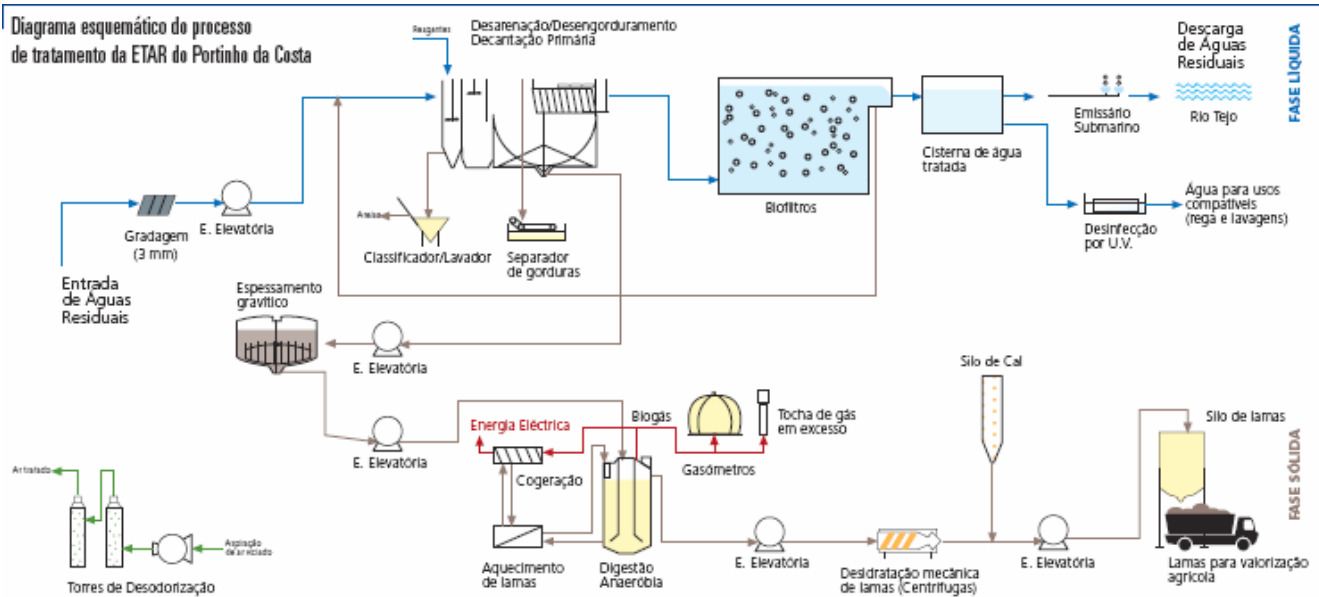 Diagrama esquemático do processo
de tratamento da ETAR do Portinho da Costa
Reagentes
Desarenação/Desengorduramento
Decantação Primária
Descarga
de Águas
Residuais
FASE LÍQUIDA
Emissário
Submarino
Rio Tejo
Cisterna de água
tratada
Biofiltros
Água para usos
compatíveis
(rega e lavagens)
Desinfecção
por U.V.
Gradagem
(3 mm)
E. Elevatória
Areias
Classificador/Lavador
Separador
de gorduras
Entrada
de Águas
Residuais
Espessamento
gravítico
E. Elevatória
Silo de Cal
Silo de lamas
Energia Eléctrica
Biogás
Tocha de gás
em excesso
E. Elevatória
Cogeração
Gasómetros
FASE SÓLIDA
Ar tratado
Aspiração
de ar viciado
Torres de Desodorização
Aquecimento
de lamas
Digestão
Anaeróbia
E. Elevatória
Desidratação mecânica
de lamas (Centrífugas)
E. Elevatória
Lamas para valorização
agrícola